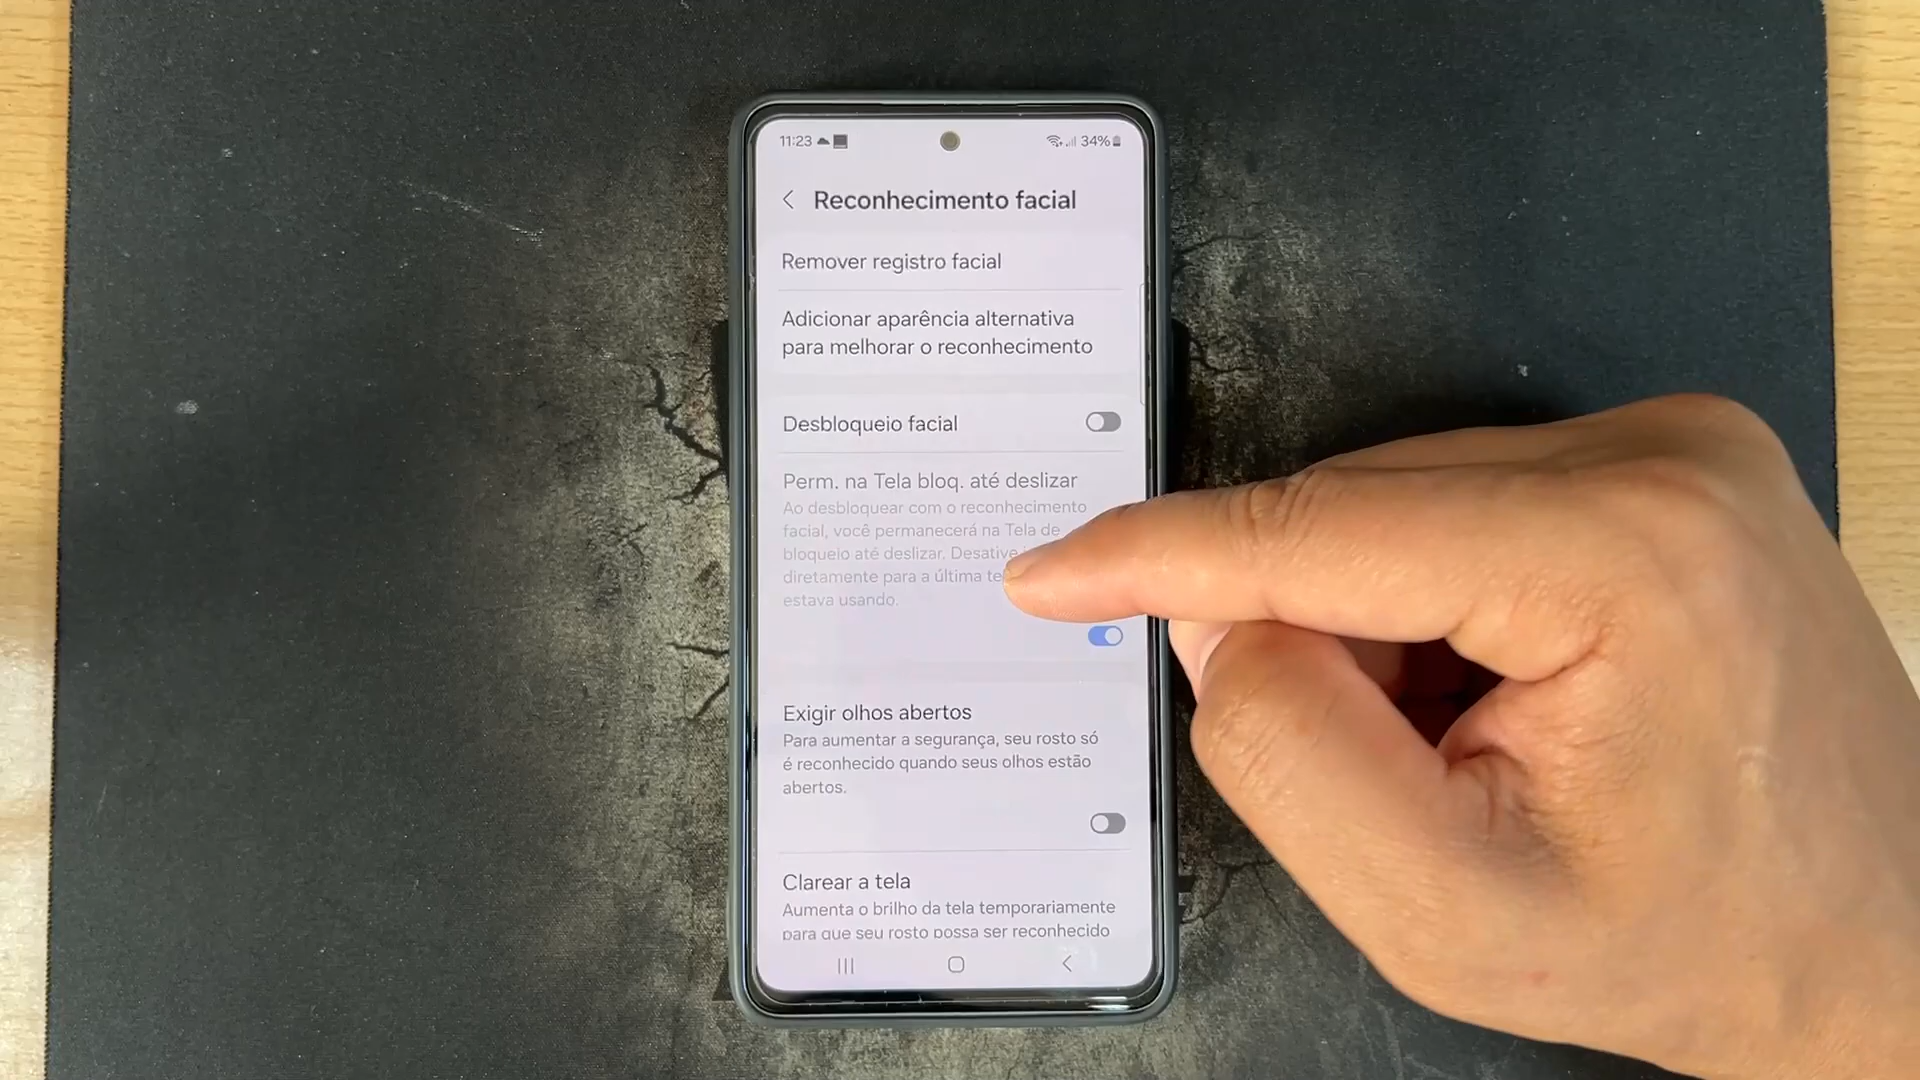 11:23
34%
Reconhecimento facial
Remover registro facial
Adicionar aparência alternativa
para melhorar o reconhecimento
Desbloqueio facial
Perm. na Tela bloq. até deslizar
Ao desbloquear com o reconhecimento
facial, você permanecerá na Tela de
bloqueio até deslizar. Desative
diretamente para a última
estava usando.
Exigir olhos abertos
Para aumentar a segurança, seu rosto só
é reconhecido quando seus olhos estão
abertos.
Clarear a tela
Aumenta o brilho da tela temporariamente
para que seu rosto possa ser reconhecido